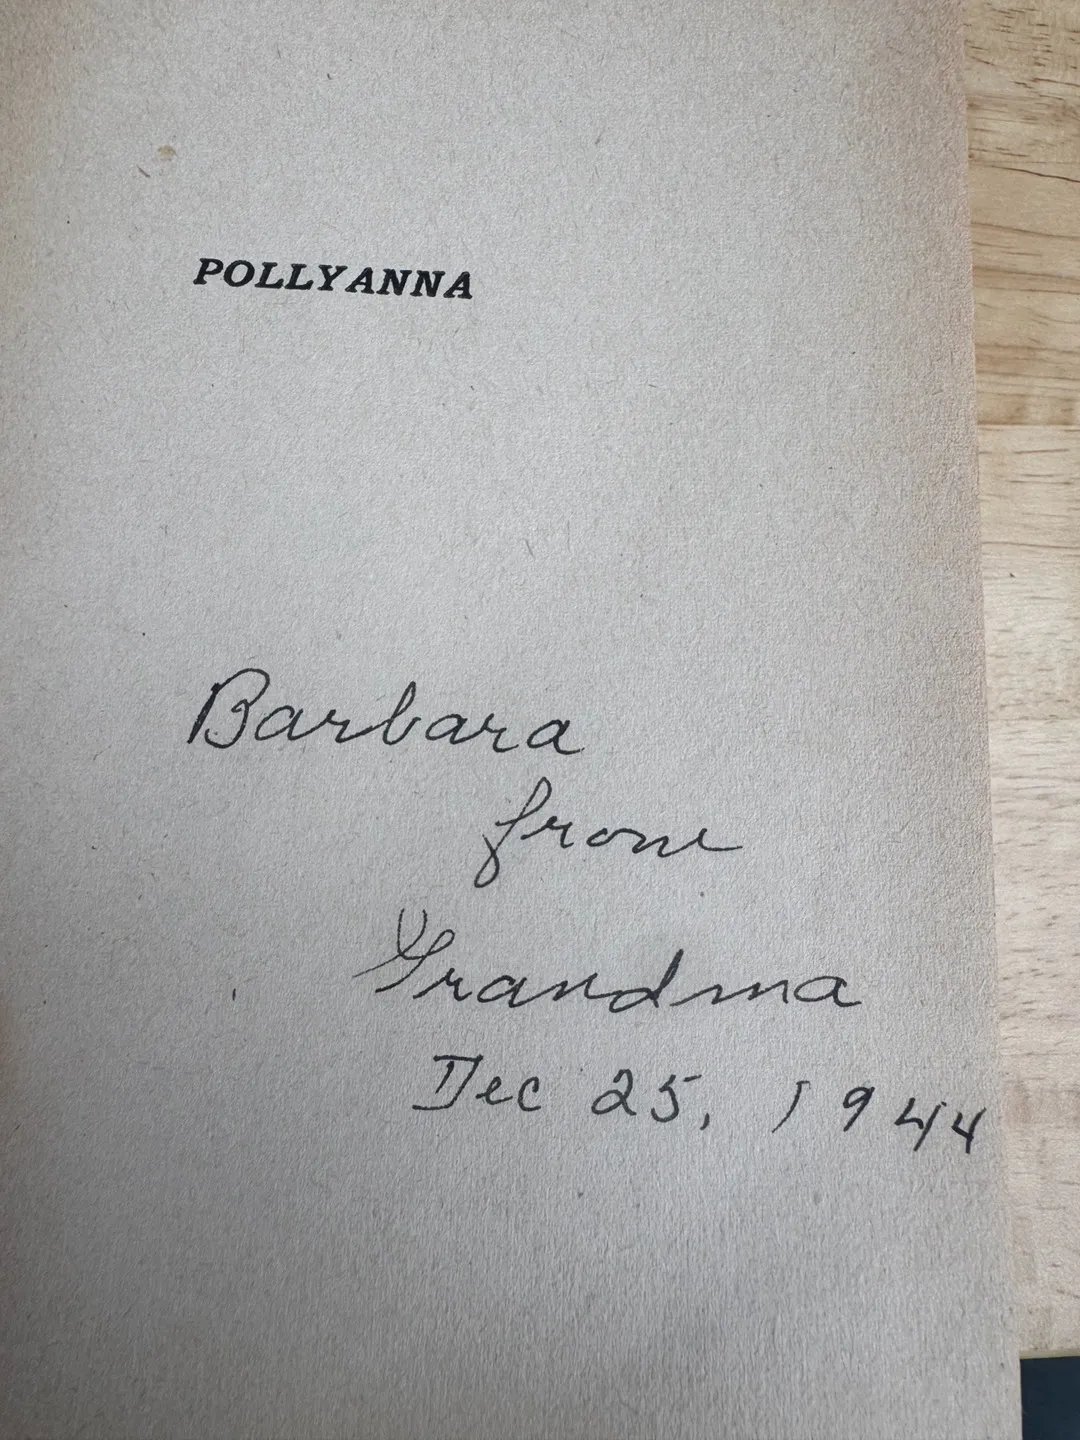 POLLYANNA
Barbara
from
Grandma
Dec 25, 1944